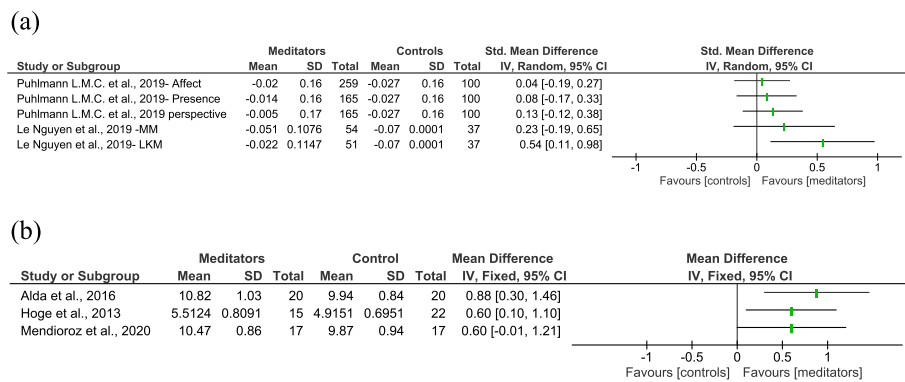 (a)
Meditators Controls Std. Mean Difference Std. Mean Difference
Study or Subgroup Mean SD Total Mean SD Total IV, Random, 95% CI IV, Random, 95% CI
Puhlmann L.M.C. et al., 2019- Affect -0.02 0.16 259 -0.027 0.16 100 0.04 [-0.19, 0.27]
Puhlmann L.M.C. et al., 2019- Presence -0.014 0.16 165 -0.027 0.16 100 0.08 [-0.17, 0.33]
Puhlmann L.M.C. et al., 2019 perspective -0.005 0.17 165 -0.027 0.16 100 0.13 [-0.12, 0.38]
Le Nguyen et al., 2019 -MM -0.051 0.1076 54 -0.07 0.0001 37 0.23 [-0.19, 0.65]
Le Nguyen et al., 2019- LKM -0.022 0.1147 51 -0.07 0.0001 37 0.54 [0.11, 0.98]
-1 -0.5 0 0.5 1
Favours [controls] Favours [meditators]
(b)
Meditators Control Mean Difference Mean Difference
Study or Subgroup Mean SD Total Mean SD Total IV, Fixed, 95% CI IV, Fixed, 95% CI
Alda et al., 2016 10.82 1.03 20 9.94 0.84 20 0.88 [0.30, 1.46]
Hoge et al., 2013 5.5124 0.8091 15 4.9151 0.6951 22 0.60 [0.10, 1.10]
Mendioroz et al., 2020 10.47 0.86 17 9.87 0.94 17 0.60 [-0.01, 1.21]
-1 -0.5 0 0.5 1
Favours [controls] Favours [meditators]